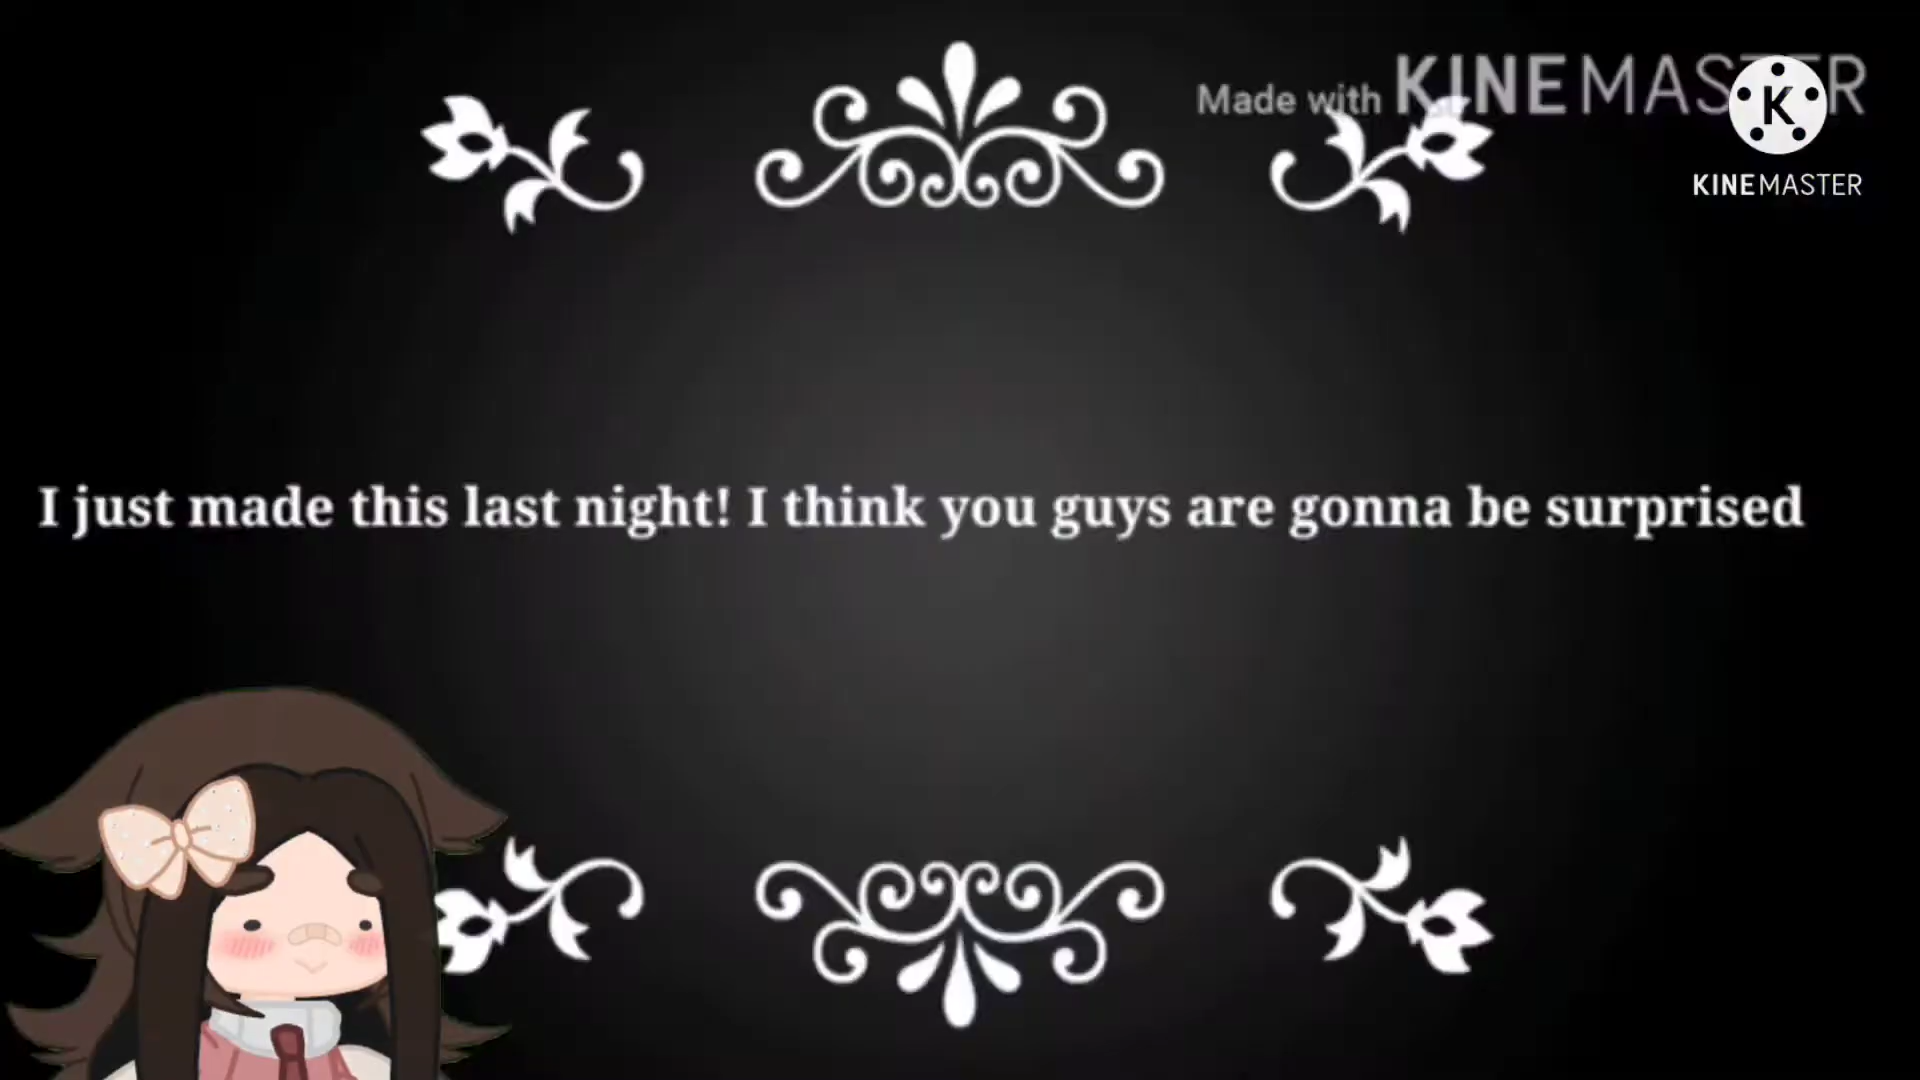 Made with KINEMASTER
K
KINEMASTER
I just made this last night! I think you guys are gonna be surprised